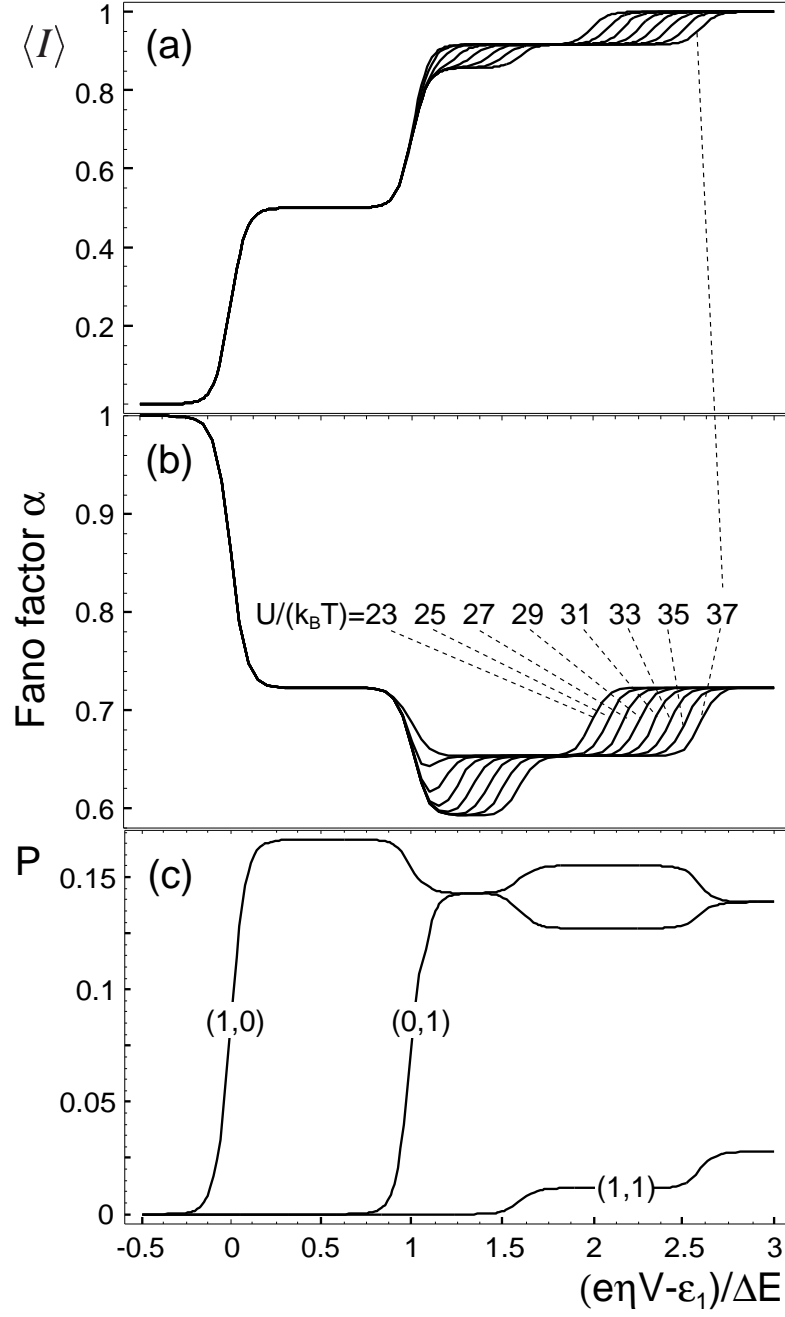 1
⟨I⟩
(a)
0.8
0.6
0.4
0.2
1
(b)
0.9
0.8
U/(k_BT)=23 25 27 29 31 33 35 37
Fano factor α
0.7
0.6
P
(c)
0.15
0.1
(1,0) (0,1)
0.05
(1,1)
0
-0.5 0 0.5 1 1.5 2 2.5 3
(eηV-ε₁)/ΔE